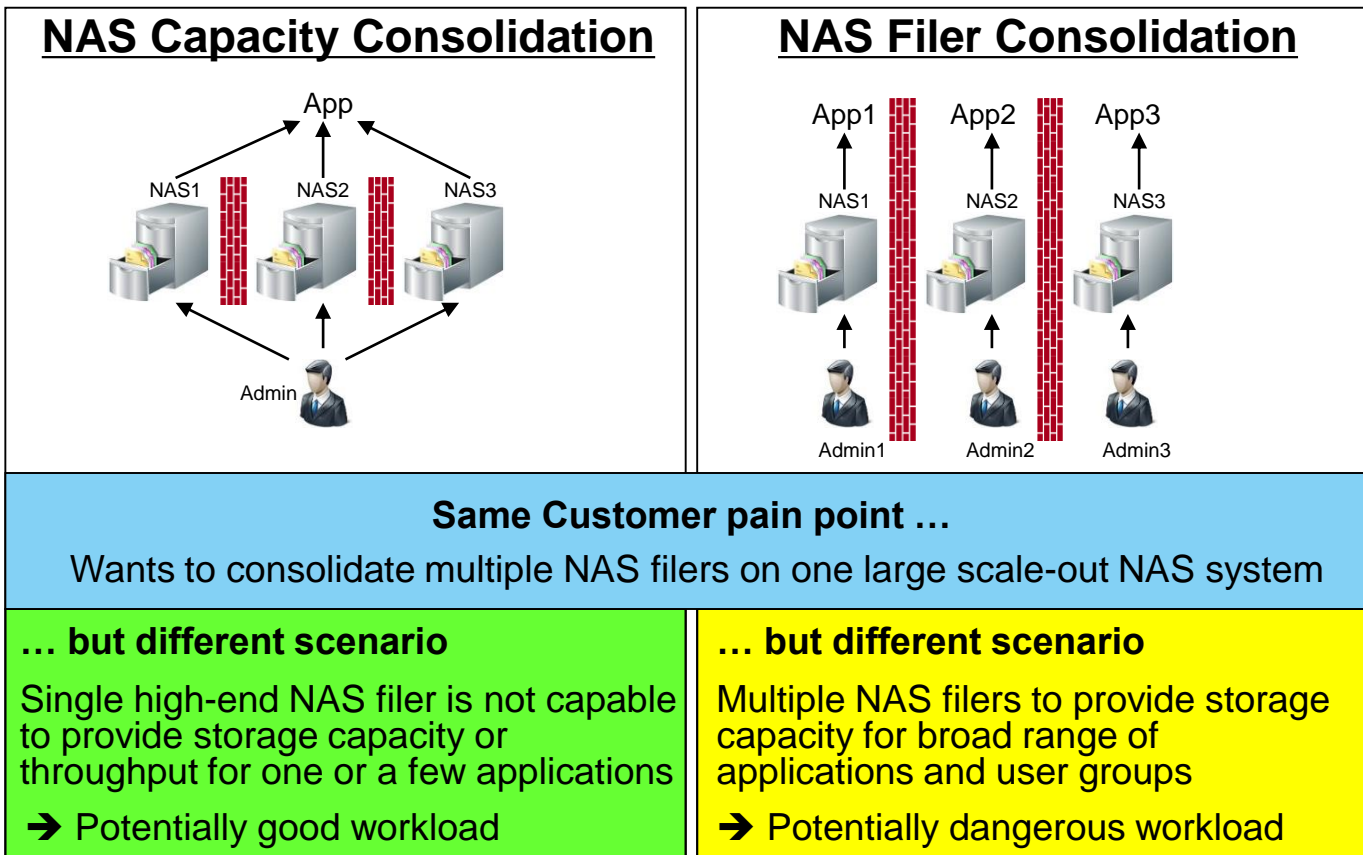 NAS Capacity Consolidation
App
NAS1
NAS2
NAS3
Admin
NAS Filer Consolidation
App1
App2
App3
NAS1
NAS2
NAS3
Admin1
Admin2
Admin3
Same Customer pain point …
Wants to consolidate multiple NAS filers on one large scale-out NAS system
… but different scenario
Single high-end NAS filer is not capable
to provide storage capacity or
throughput for one or a few applications
➔ Potentially good workload
… but different scenario
Multiple NAS filers to provide storage
capacity for broad range of
applications and user groups
➔ Potentially dangerous workload